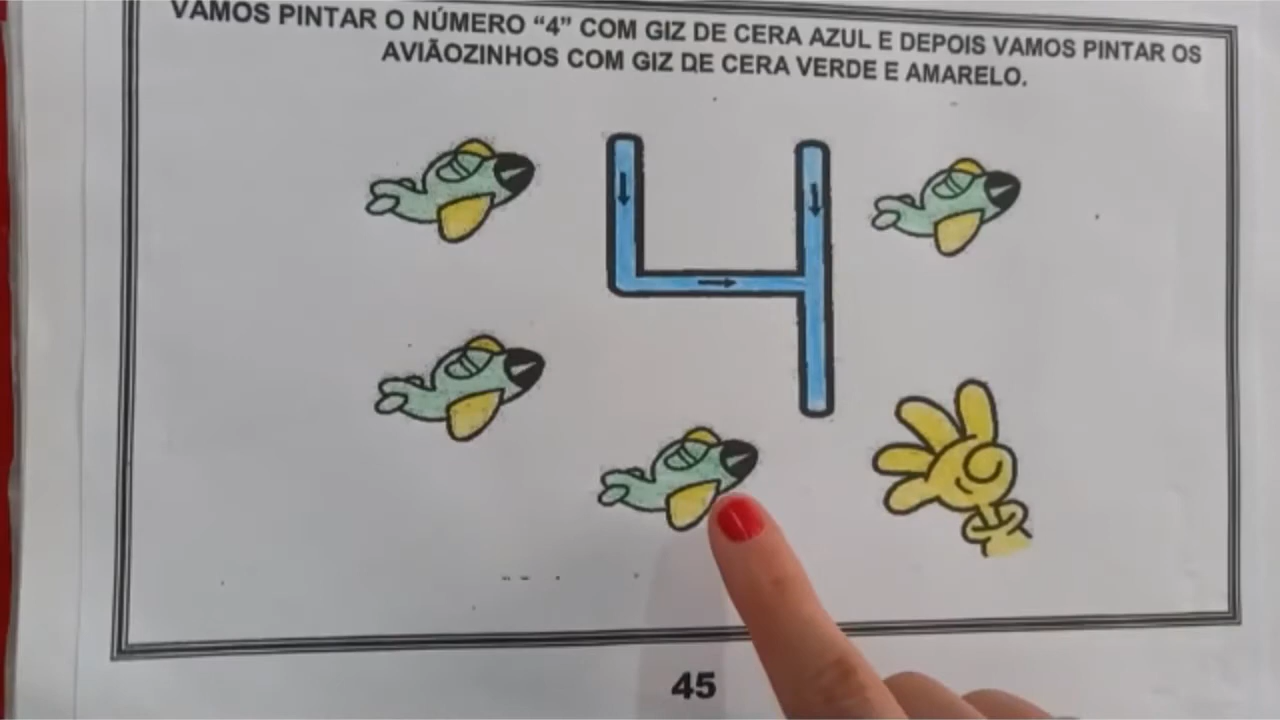 VAMOS PINTAR O NÚMERO “4” COM GIZ DE CERA AZUL E DEPOIS VAMOS PINTAR OS
AVIÃOZINHOS COM GIZ DE CERA VERDE E AMARELO.
4
45